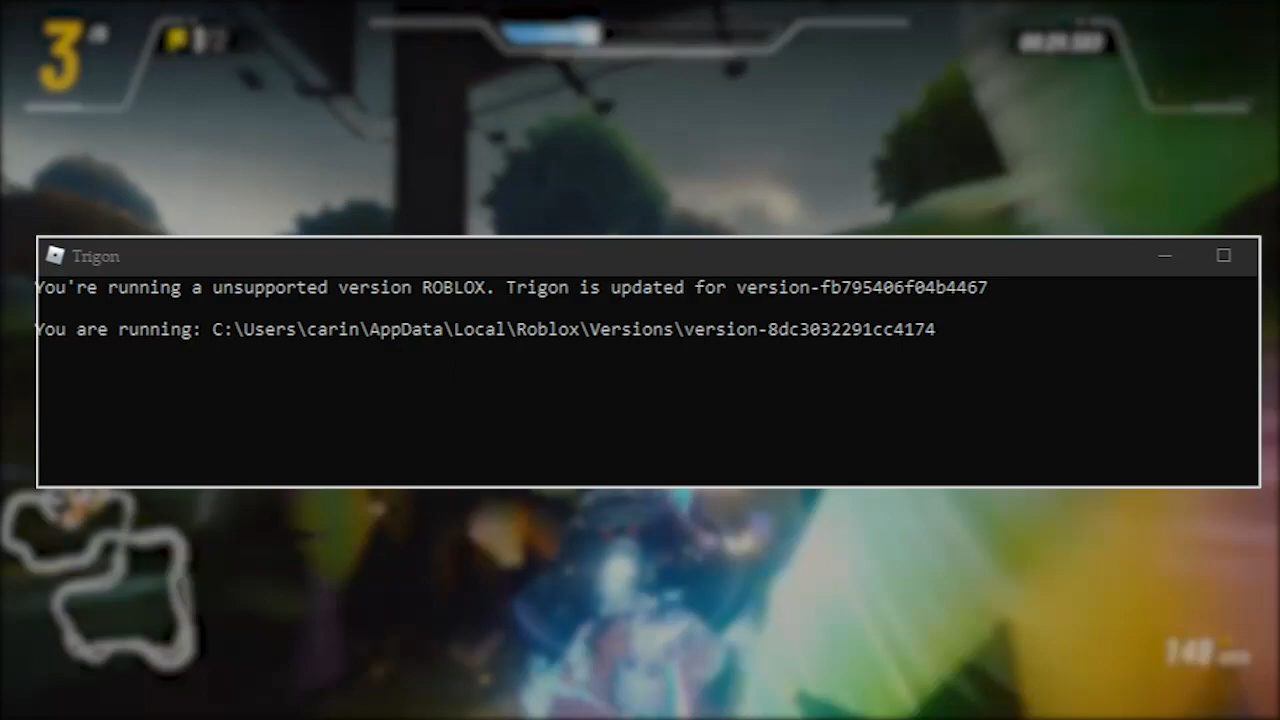 3
Trigon
You're running a unsupported version ROBLOX. Trigon is updated for version-fb795406f04b4467
You are running: C:\Users\carin\AppData\Local\Roblox\Versions\version-8dc3032291cc4174
148